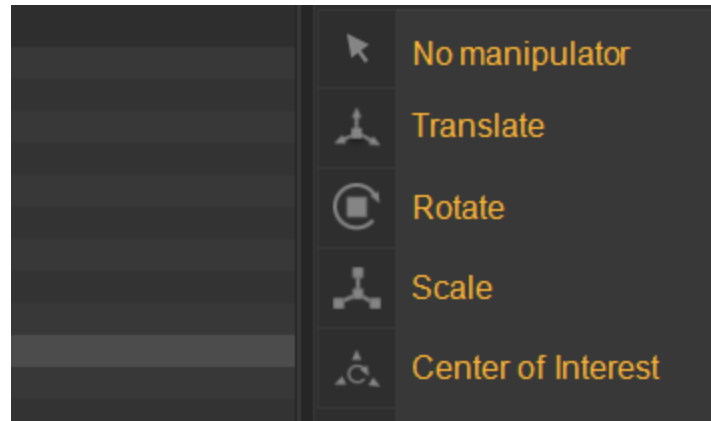 No manipulator
Translate
Rotate
Scale
Center of Interest